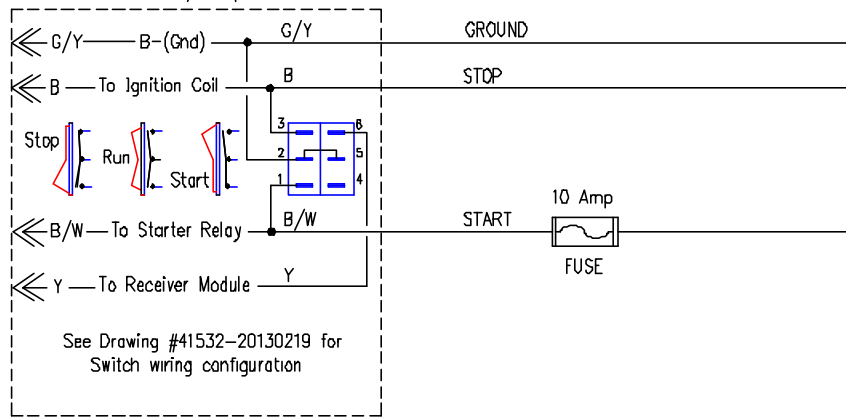 G/Y B-(Gnd) G/Y GROUND
B To Ignition Coil B STOP
Stop Run Start
3 6
2 5
1 4
10 Amp
B/W To Starter Relay B/W START
FUSE
Y To Receiver Module Y
See Drawing #41532-20130219 for
Switch wiring configuration